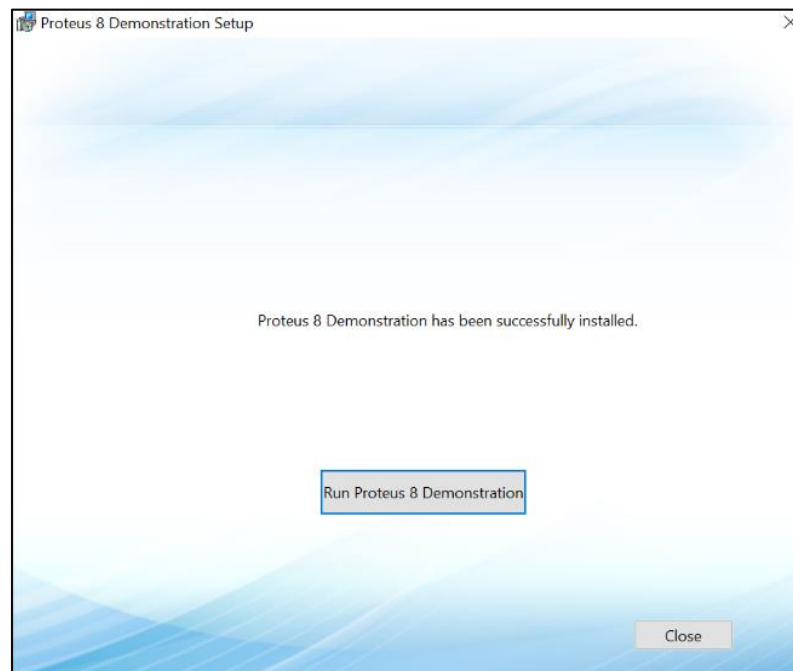 Proteus 8 Demonstration Setup
Proteus 8 Demonstration has been successfully installed.
Run Proteus 8 Demonstration
Close